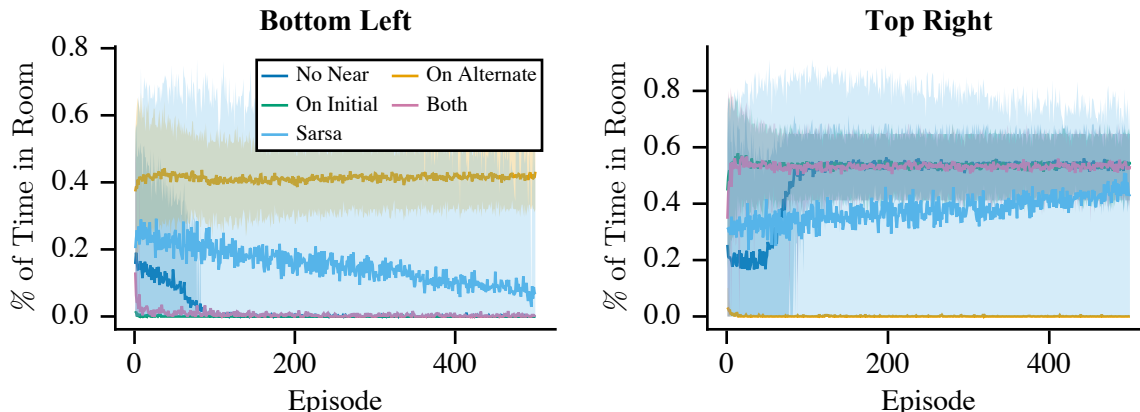 Bottom Left
% of Time in Room
0.8
0.6
0.4
0.2
0.0
No Near
On Alternate
On Initial
Both
Sarsa
0
200
400
Episode
Top Right
% of Time in Room
0.8
0.6
0.4
0.2
0.0
0
200
400
Episode